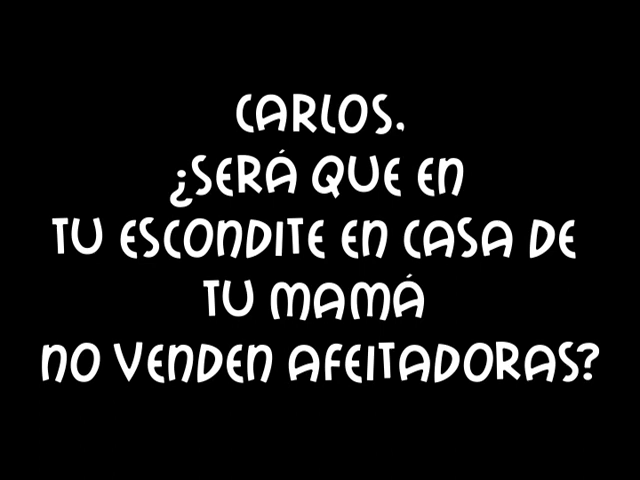 CARLOS,
¿SERÁ QUE EN
TU ESCONDITE EN CASA DE
TU MAMÁ
NO VENDEN AFEITADORAS?